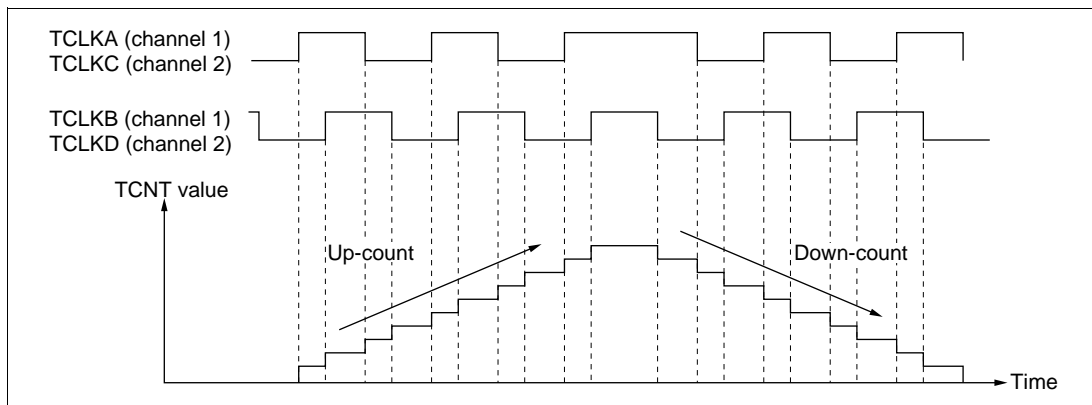 TCLKA (channel 1)
TCLKC (channel 2)
TCLKB (channel 1)
TCLKD (channel 2)
TCNT value
Up-count
Down-count
Time